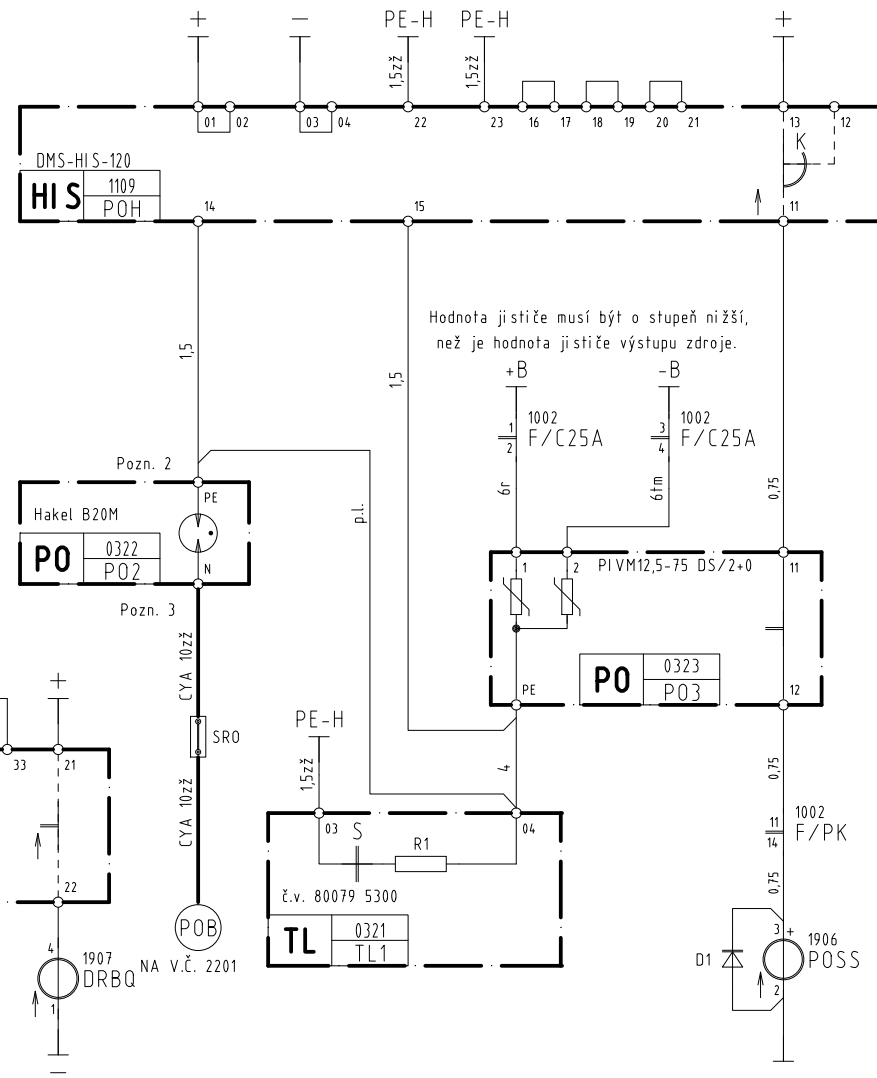 + − PE-H PE-H +
1,5zž 1,5zž
01 02 03 04 22 23 16 17 18 19 20 21 13 12
K
DMS-HIS-120
HIS 1109
POH
14 15 11
Hodnota jističe musí být o stupeň nižší,
než je hodnota jističe výstupu zdroje.
1,5
1,5
+B −B
1 1002
2 F/C25A
3 1002
4 F/C25A
Pozn. 2
6r 6tm 0,75
p.l.
PE
Hakel B20M
PO 0322
PO2
N
1 2 PIVM12,5-75 DS/2+0 11
Pozn. 3
CYA 10zž
PO 0323
PO3
PE 12
+
PE-H
SRO
33 21
1,5zž
4
0,75
CYA 10zž
03 04
S R1
11 1002
14 F/PK
0,75
22
č.v. 80079 5300
TL 0321
TL1
POB
NA V.Č. 2201
4 1907
DRBQ
1
−
D1
3 + 1906
POSS
2